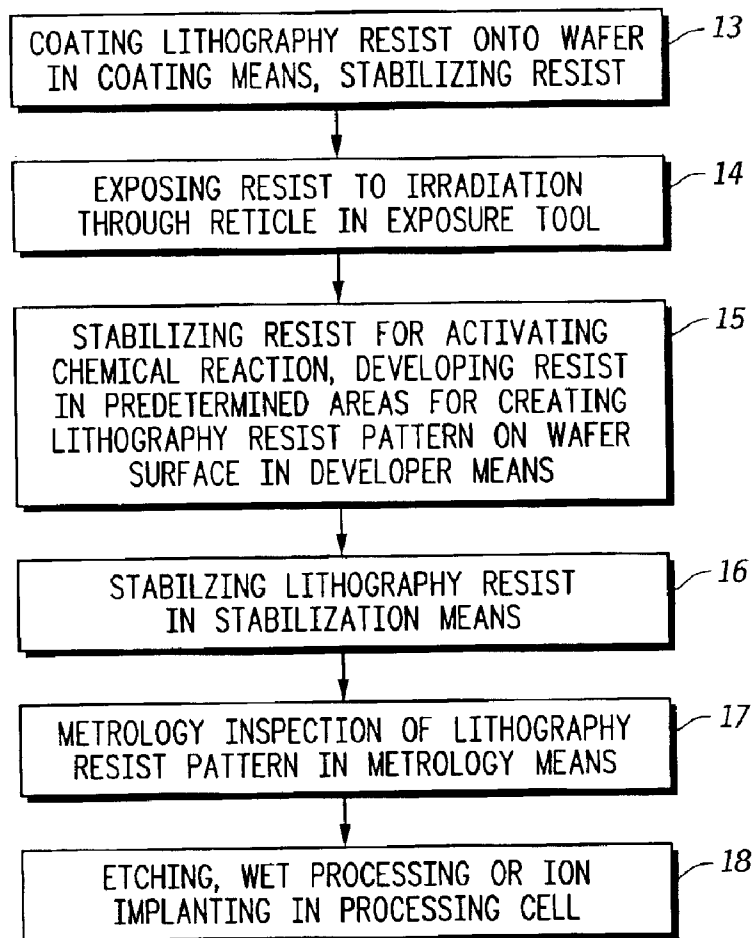 COATING LITHOGRAPHY RESIST ONTO WAFER
IN COATING MEANS, STABILIZING RESIST
13
EXPOSING RESIST TO IRRADIATION
THROUGH RETICLE IN EXPOSURE TOOL
14
STABILIZING RESIST FOR ACTIVATING
CHEMICAL REACTION, DEVELOPING RESIST
IN PREDETERMINED AREAS FOR CREATING
LITHOGRAPHY RESIST PATTERN ON WAFER
SURFACE IN DEVELOPER MEANS
15
STABILZING LITHOGRAPHY RESIST
IN STABILIZATION MEANS
16
METROLOGY INSPECTION OF LITHOGRAPHY
RESIST PATTERN IN METROLOGY MEANS
17
ETCHING, WET PROCESSING OR ION
IMPLANTING IN PROCESSING CELL
18